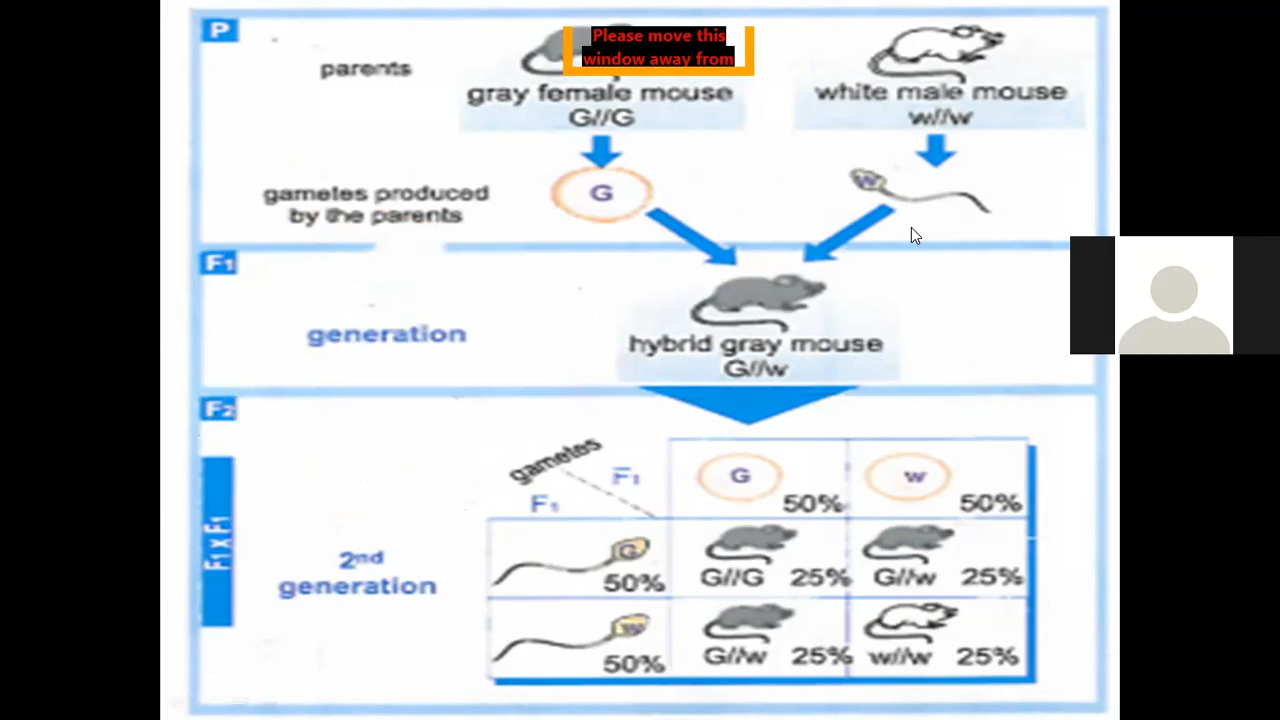 P
Please move this
window away from
parents
gray female mouse
G//G
white male mouse
w//w
gametes produced
by the parents
G
w
F1
generation
hybrid gray mouse
G//w
F2
gametes
F1
F1
G
50%
w
50%
F1 x F1
2nd
generation
G
50%
G//G 25%
G//w 25%
w
50%
G//w 25%
w//w 25%